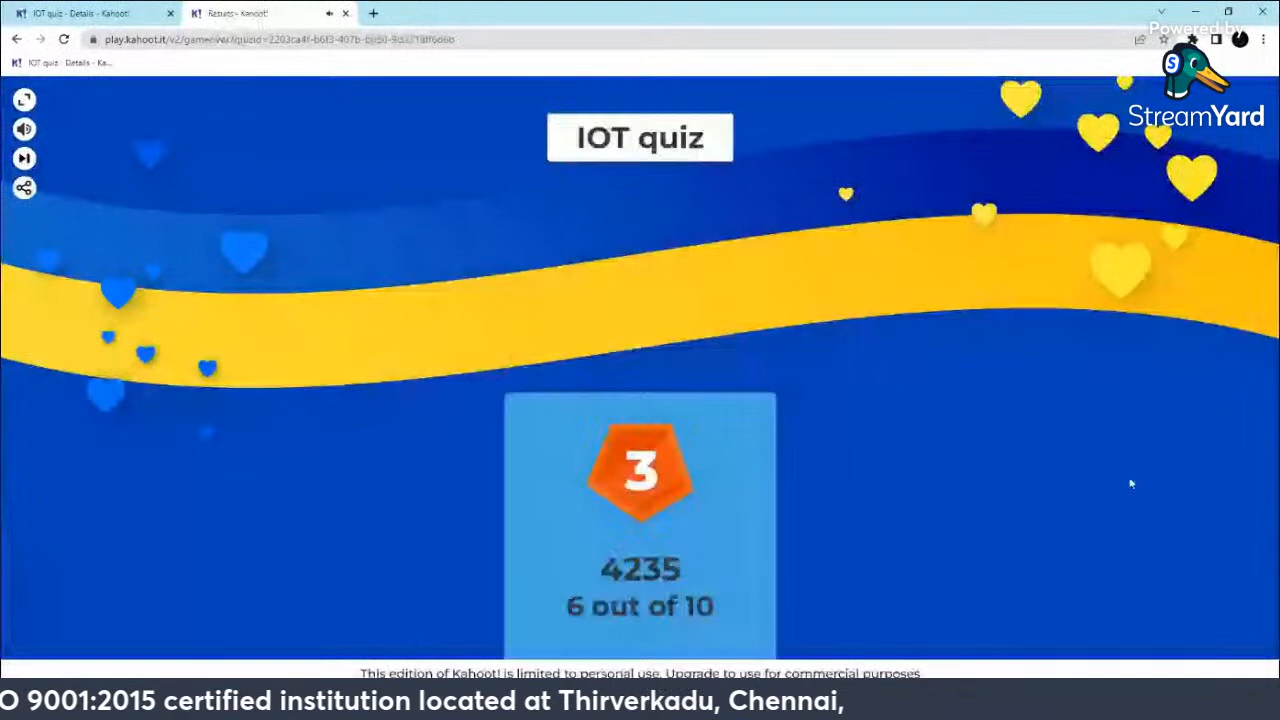 IOT quiz - Details - Kahoot!
Results - Kahoot!
Powered by
IOT quiz Details - Ka...
StreamYard
IOT quiz
3
4235
6 out of 10
This edition of Kahoot! is limited to personal use. Upgrade to use for commercial purposes
O 9001:2015 certified institution located at Thirverkadu, Chennai,